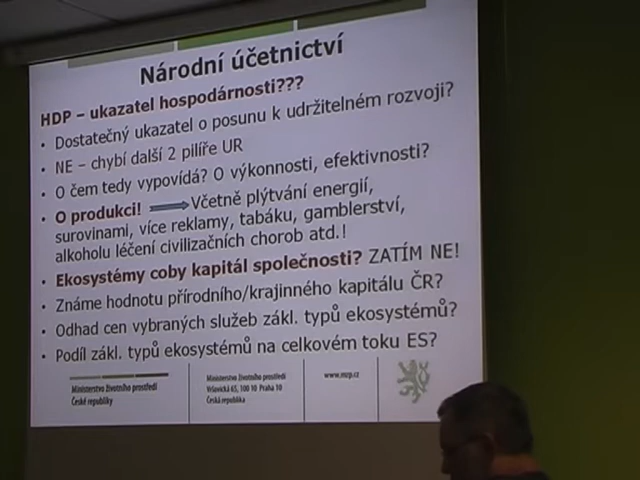 Národní účetnictví
HDP – ukazatel hospodárnosti???
• Dostatečný ukazatel o posunu k udržitelném rozvoji?
• NE – chybí další 2 pilíře UR
• O čem tedy vypovídá? O výkonnosti, efektivnosti?
• O produkci! Včetně plýtvání energií,
surovinami, více reklamy, tabáku, gamblerství,
alkoholu léčení civilizačních chorob atd.!
• Ekosystémy coby kapitál společnosti? ZATÍM NE!
• Známe hodnotu přírodního/krajinného kapitálu ČR?
• Odhad cen vybraných služeb zákl. typů ekosystémů?
• Podíl zákl. typů ekosystémů na celkovém toku ES?
Ministerstvo životního prostředí
České republiky
Ministerstvo životního prostředí
Vršovická 65, 100 10 Praha 10
Česká republika
www.mzp.cz